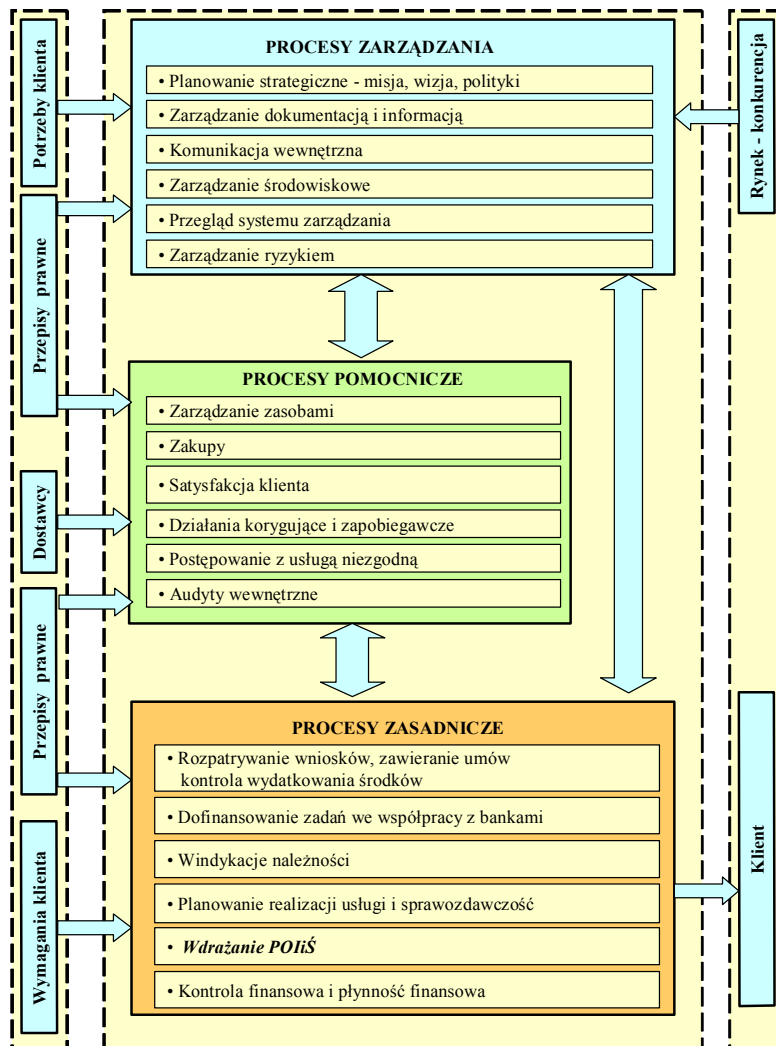 Potrzeby klienta
Przepisy prawne
Dostawcy
Przepisy prawne
Wymagania klienta
PROCESY ZARZĄDZANIA
• Planowanie strategiczne - misja, wizja, polityki
• Zarządzanie dokumentacją i informacją
• Komunikacja wewnętrzna
• Zarządzanie środowiskowe
• Przegląd systemu zarządzania
• Zarządzanie ryzykiem
PROCESY POMOCNICZE
• Zarządzanie zasobami
• Zakupy
• Satysfakcja klienta
• Działania korygujące i zapobiegawcze
• Postępowanie z usługą niezgodną
• Audyty wewnętrzne
PROCESY ZASADNICZE
• Rozpatrywanie wniosków, zawieranie umów
kontrola wydatkowania środków
• Dofinansowanie zadań we współpracy z bankami
• Windykacje należności
• Planowanie realizacji usługi i sprawozdawczość
• Wdrażanie POIiŚ
• Kontrola finansowa i płynność finansowa
Rynek - konkurencja
Klient